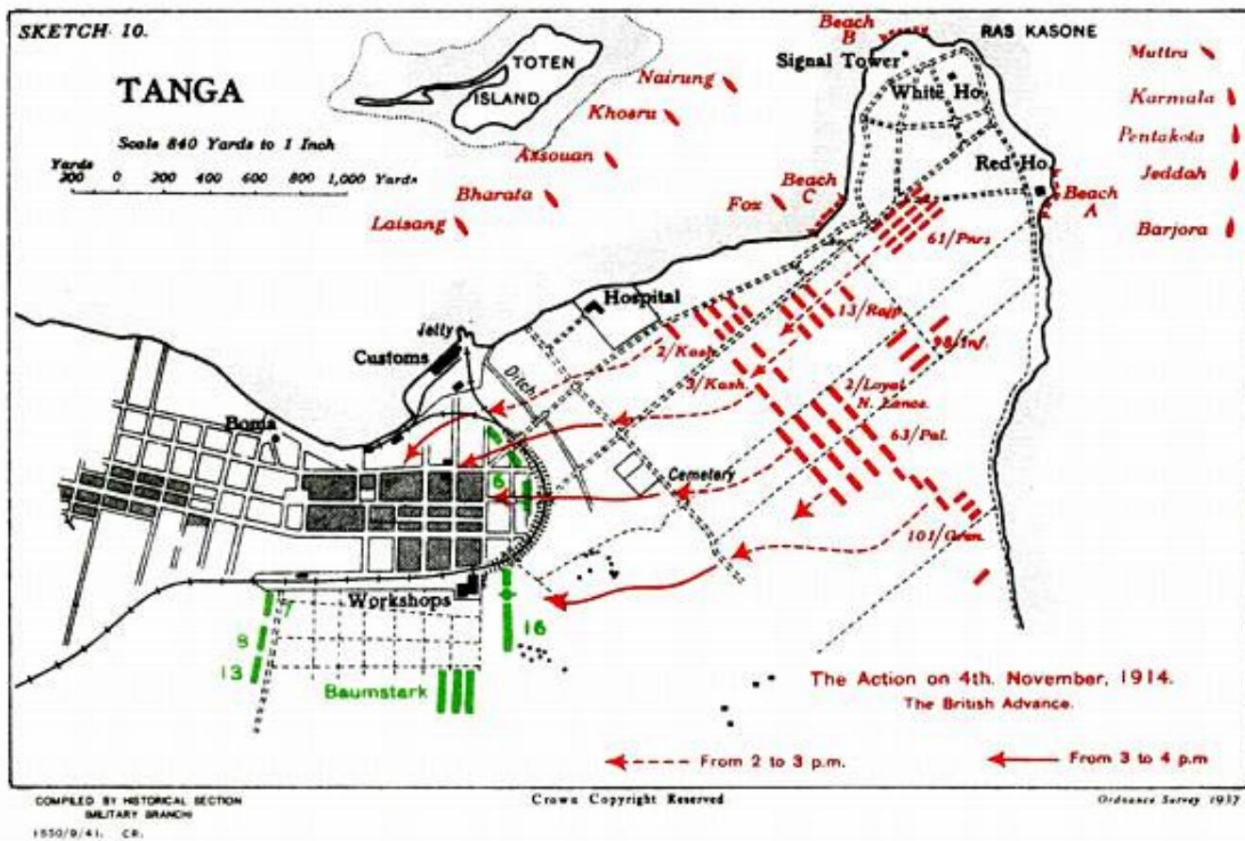 SKETCH 10.
TANGA
Scale 840 Yards to 1 Inch
Yards
200 0 200 400 600 800 1,000 Yards
TOTEN
ISLAND
Nairung
Khosru
Assouan
Bharata
Laisang
Fox
Beach
B
RAS KASONE
Signal Tower
White Ho.
Red Ho.
Beach
C
Beach
A
Muttra
Karmala
Pentakota
Jeddah
Barjora
61/Pnrs
13/Rajp.
98/Inf.
2/Kash.
3/Kash.
2/Loyal
N. Lancs.
63/Pal.
101/Gren.
Hospital
Jetty
Customs
Ditch
Boma
Cemetery
6
Workshops
7
8
13
16
Baumstark
The Action on 4th. November, 1914.
The British Advance.
From 2 to 3 p.m.
From 3 to 4 p.m
COMPILED BY HISTORICAL SECTION
(MILITARY BRANCH)
1550/9/41. CR.
Crown Copyright Reserved
Ordnance Survey 1937